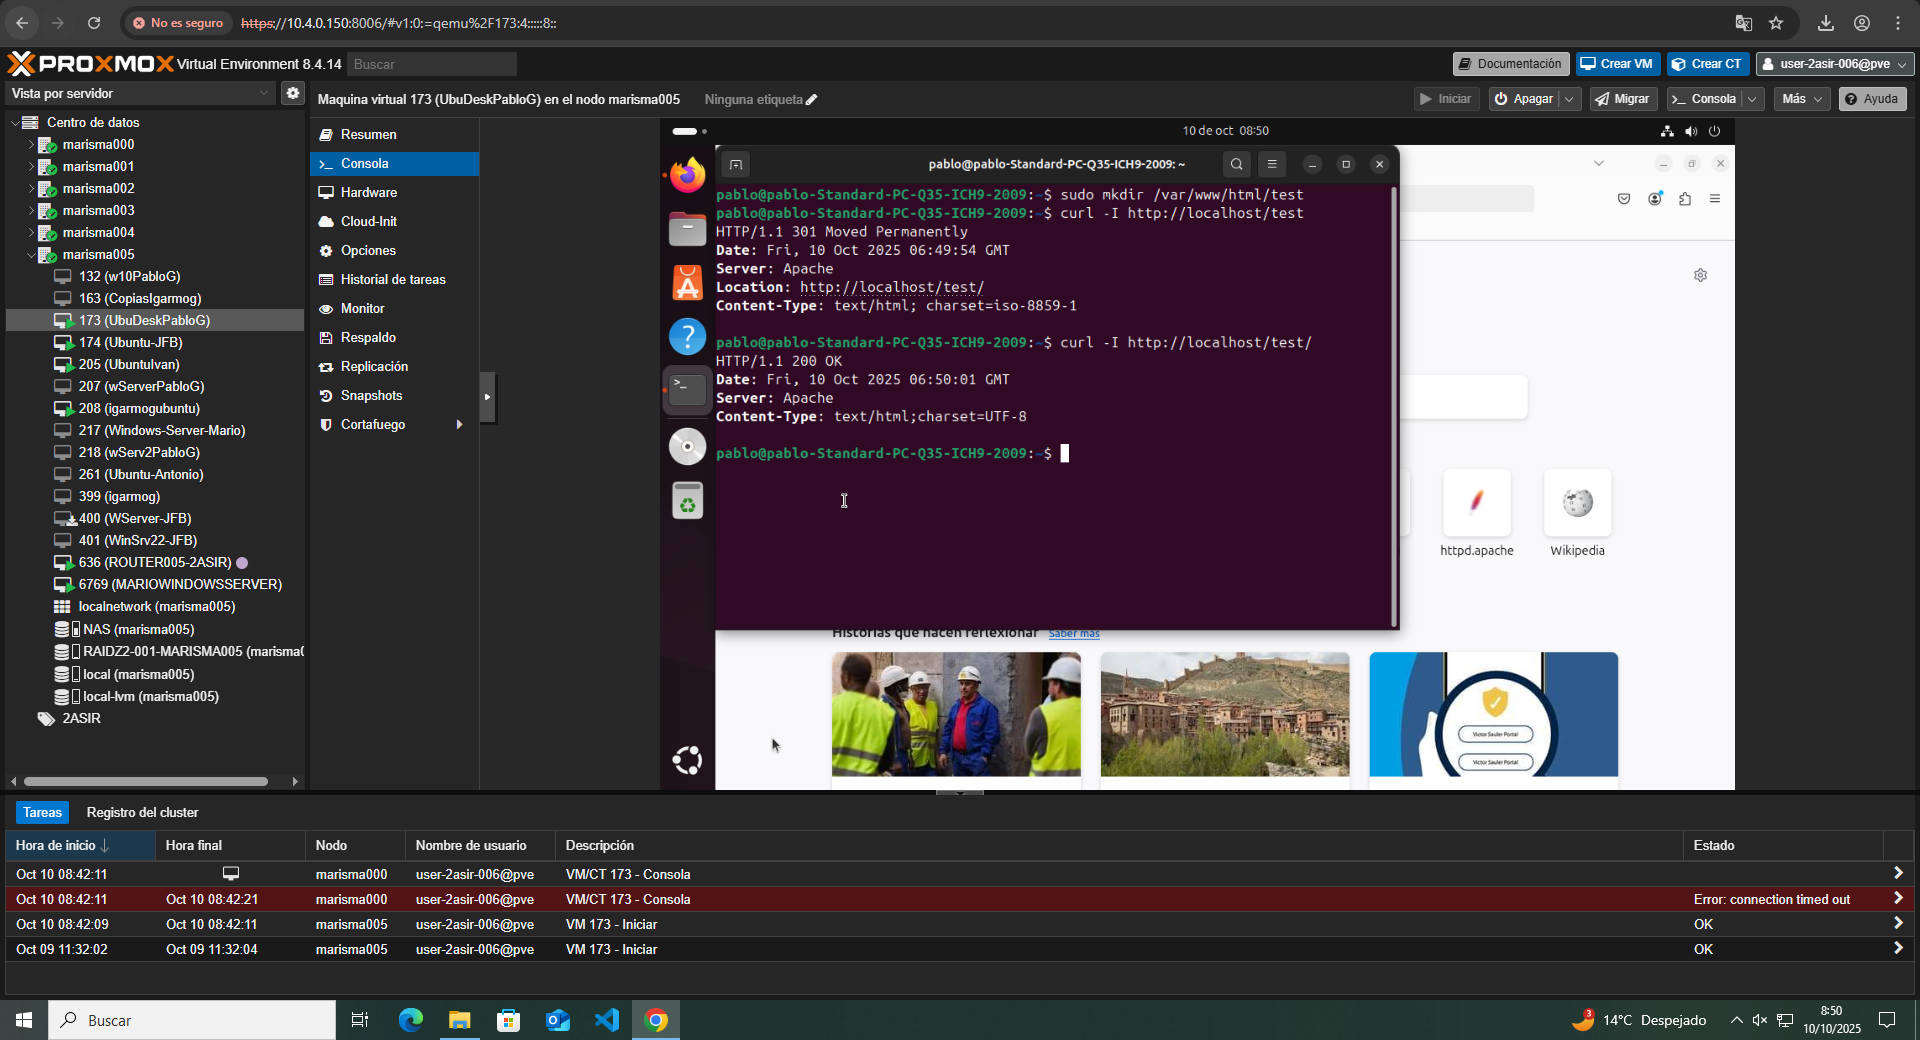 No es seguro
https://10.4.0.150:8006/#v1:0:=qemu%2F173:4:::::8::
PROXMOX Virtual Environment 8.4.14
Buscar
Documentación
Crear VM
Crear CT
user-2asir-006@pve
Vista por servidor
Maquina virtual 173 (UbuDeskPabloG) en el nodo marisma005
Ninguna etiqueta
Iniciar
Apagar
Migrar
Consola
Más
Ayuda
Centro de datos
marisma000
marisma001
marisma002
marisma003
marisma004
marisma005
132 (w10PabloG)
163 (CopiasIgarmog)
173 (UbuDeskPabloG)
174 (Ubuntu-JFB)
205 (UbuntuIvan)
207 (wServerPabloG)
208 (igarmogubuntu)
217 (Windows-Server-Mario)
218 (wServ2PabloG)
261 (Ubuntu-Antonio)
399 (igarmog)
400 (WServer-JFB)
401 (WinSrv22-JFB)
636 (ROUTER005-2ASIR)
6769 (MARIOWINDOWSSERVER)
localnetwork (marisma005)
NAS (marisma005)
RAIDZ2-001-MARISMA005 (marisma0
local (marisma005)
local-lvm (marisma005)
2ASIR
Resumen
Consola
Hardware
Cloud-Init
Opciones
Historial de tareas
Monitor
Respaldo
Replicación
Snapshots
Cortafuego
10 de oct 08:50
pablo@pablo-Standard-PC-Q35-ICH9-2009: ~
pablo@pablo-Standard-PC-Q35-ICH9-2009:~$ sudo mkdir /var/www/html/test
pablo@pablo-Standard-PC-Q35-ICH9-2009:~$ curl -I http://localhost/test
HTTP/1.1 301 Moved Permanently
Date: Fri, 10 Oct 2025 06:49:54 GMT
Server: Apache
Location: http://localhost/test/
Content-Type: text/html; charset=iso-8859-1
pablo@pablo-Standard-PC-Q35-ICH9-2009:~$ curl -I http://localhost/test/
HTTP/1.1 200 OK
Date: Fri, 10 Oct 2025 06:50:01 GMT
Server: Apache
Content-Type: text/html;charset=UTF-8
pablo@pablo-Standard-PC-Q35-ICH9-2009:~$
httpd.apache
Wikipedia
Historias que hacen reflexionar
Saber más
Victor Sauler Portal
Victor Sauler Portal
Tareas
Registro del cluster
Hora de inicio
Hora final
Nodo
Nombre de usuario
Descripción
Estado
Oct 10 08:42:11 marisma000 user-2asir-006@pve VM/CT 173 - Consola
Oct 10 08:42:11 Oct 10 08:42:21 marisma000 user-2asir-006@pve VM/CT 173 - Consola Error: connection timed out
Oct 10 08:42:09 Oct 10 08:42:11 marisma005 user-2asir-006@pve VM 173 - Iniciar OK
Oct 09 11:32:02 Oct 09 11:32:04 marisma005 user-2asir-006@pve VM 173 - Iniciar OK
Buscar
3
14°C Despejado
8:50
10/10/2025